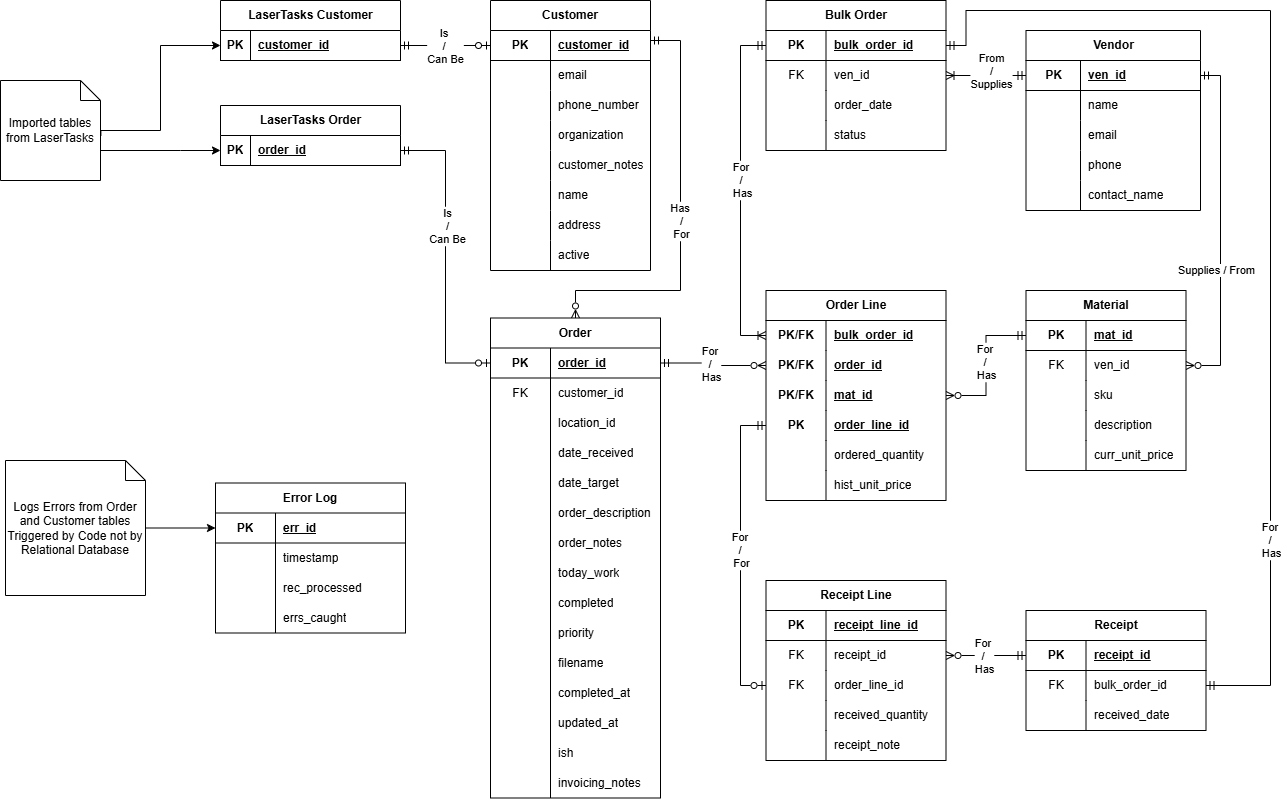 LaserTasks Customer
PK customer_id
Is
/
Can Be
Imported tables
from LaserTasks
LaserTasks Order
PK order_id
Is
/
Can Be
Customer
PK customer_id
email
phone_number
organization
customer_notes
name
address
active
Has
/
For
Order
PK order_id
FK customer_id
location_id
date_received
date_target
order_description
order_notes
today_work
completed
priority
filename
completed_at
updated_at
ish
invoicing_notes
Logs Errors from Order
and Customer tables
Triggered by Code not by
Relational Database
Error Log
PK err_id
timestamp
rec_processed
errs_caught
Bulk Order
PK bulk_order_id
FK ven_id
order_date
status
From
/
Supplies
Vendor
PK ven_id
name
email
phone
contact_name
For
/
Has
Supplies / From
Order Line
PK/FK bulk_order_id
PK/FK order_id
PK/FK mat_id
PK order_line_id
ordered_quantity
hist_unit_price
For
/
Has
For
/
Has
Material
PK mat_id
FK ven_id
sku
description
curr_unit_price
For
/
For
For
/
Has
Receipt Line
PK receipt_line_id
FK receipt_id
FK order_line_id
received_quantity
receipt_note
For
/
Has
Receipt
PK receipt_id
FK bulk_order_id
received_date